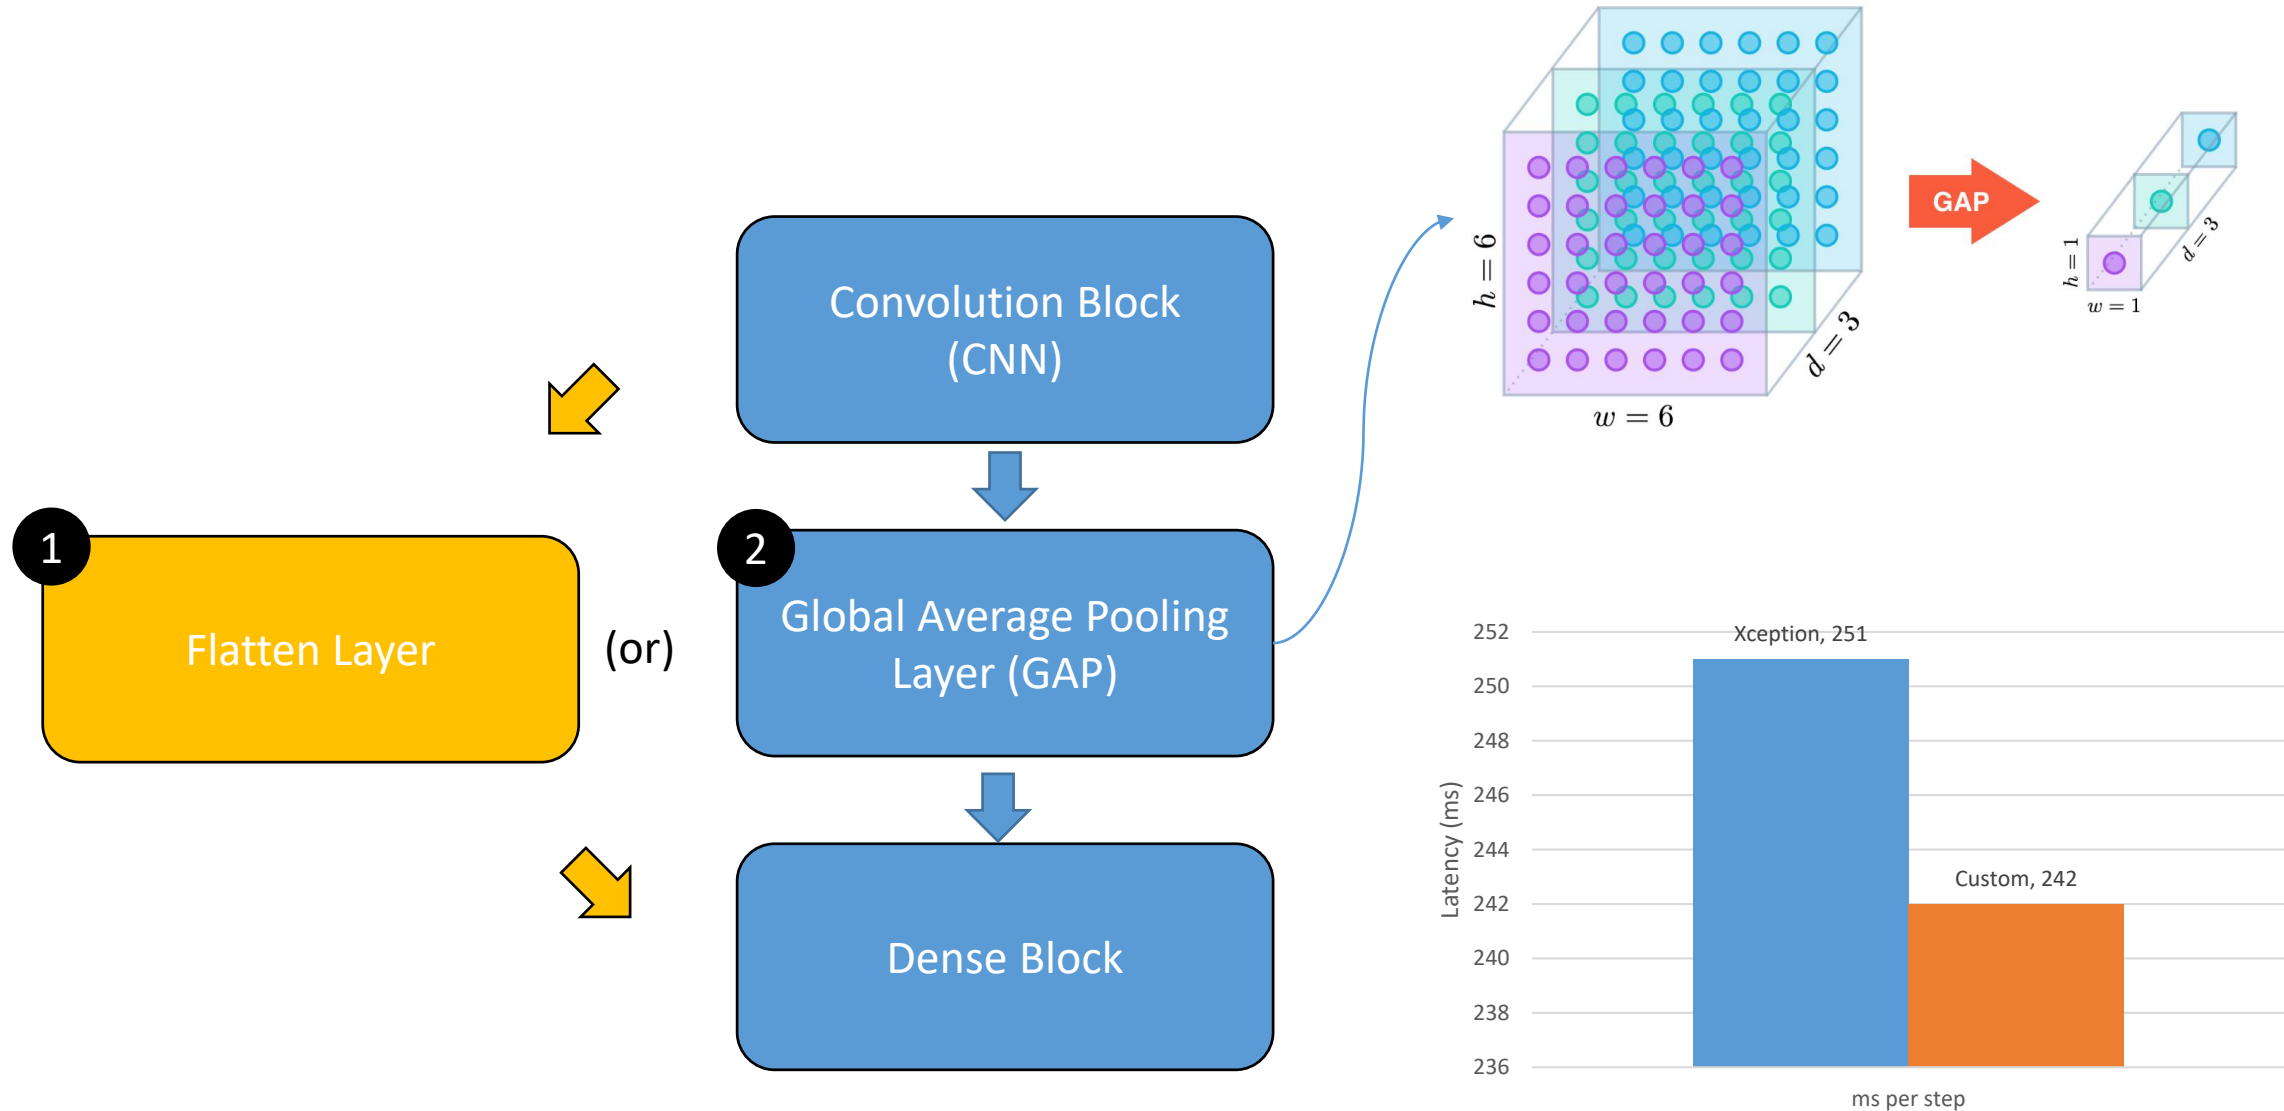 Convolution Block
(CNN)
1
Flatten Layer
(or)
2
Global Average Pooling
Layer (GAP)
Dense Block
h = 6
w = 6
d = 3
GAP
h = 1
w = 1
d = 3
252
250
248
246
244
242
240
238
236
Latency (ms)
Xception, 251
Custom, 242
ms per step